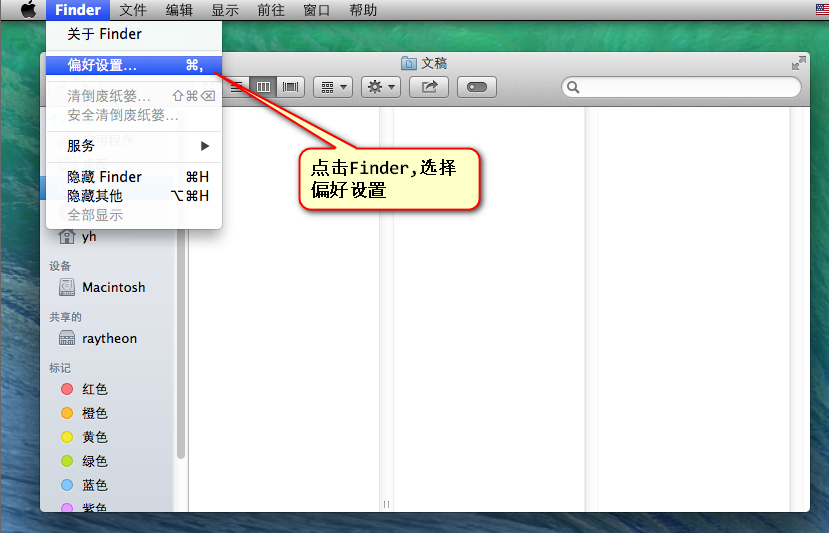 Finder 文件 编辑 显示 前往 窗口 帮助
关于 Finder
文稿
偏好设置... ⌘,
清倒废纸篓... ⇧⌘⌫
安全清倒废纸篓...
服务
点击Finder,选择
偏好设置
隐藏 Finder ⌘H
隐藏其他 ⌥⌘H
全部显示
yh
设备
Macintosh
共享的
raytheon
标记
红色
橙色
黄色
绿色
蓝色
紫色